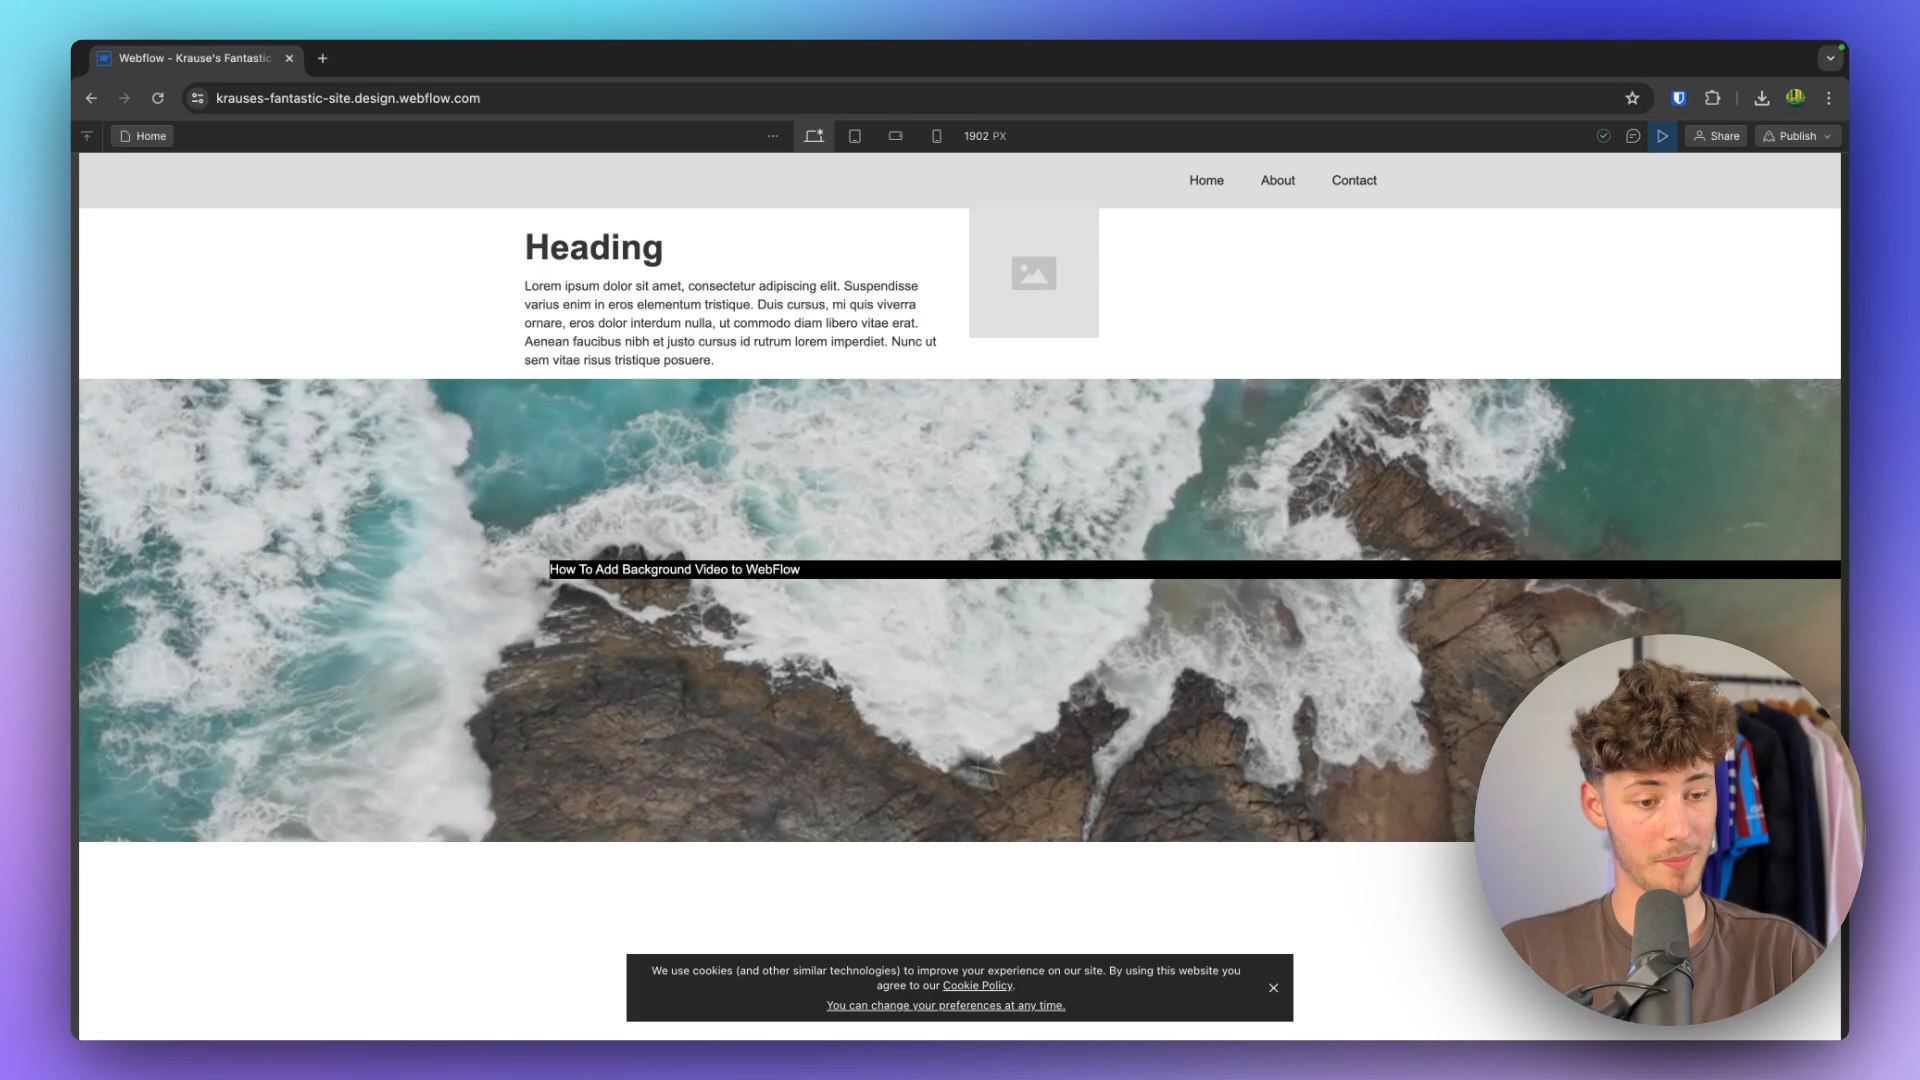 Webflow - Krause's Fantastic
krauses-fantastic-site.design.webflow.com
Home
1902 PX
Share
Publish
Home
About
Contact
Heading
Lorem ipsum dolor sit amet, consectetur adipiscing elit. Suspendisse
varius enim in eros elementum tristique. Duis cursus, mi quis viverra
ornare, eros dolor interdum nulla, ut commodo diam libero vitae erat.
Aenean faucibus nibh et justo cursus id rutrum lorem imperdiet. Nunc ut
sem vitae risus tristique posuere.
How To Add Background Video to WebFlow
We use cookies (and other similar technologies) to improve your experience on our site. By using this website you
agree to our Cookie Policy.
You can change your preferences at any time.